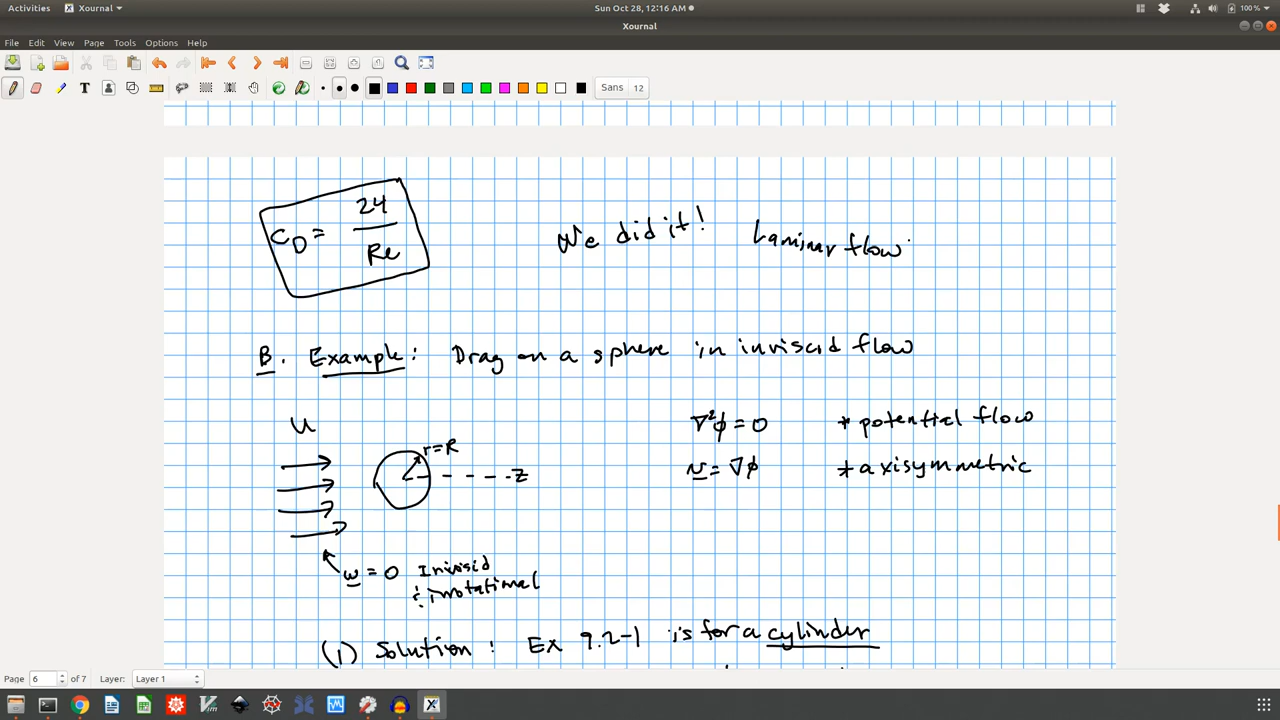 Activities
Xournal
Sun Oct 28, 12:16 AM
100 %
Xournal
File Edit View Page Tools Options Help
Sans 12
C_D = 24/Re
We did it! Laminar flow
B. Example: Drag on a sphere in inviscid flow
U
r=R
z
∇²ϕ = 0 * potential flow
v = ∇ϕ * axisymmetric
w = 0 Invisid
& irrotational
(1) Solution: Ex 9.2-1 is for a cylinder
Page 6 of 7 Layer: Layer 1